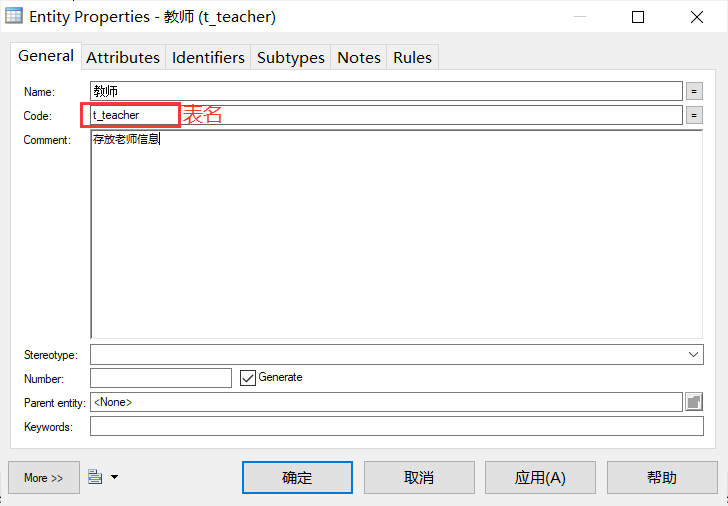 Entity Properties - 教师 (t_teacher)
General Attributes Identifiers Subtypes Notes Rules
Name: 教师 =
Code: t_teacher 表名 =
Comment: 存放老师信息
Stereotype:
Number: Generate
Parent entity: <None>
Keywords:
More >> 确定 取消 应用(A) 帮助